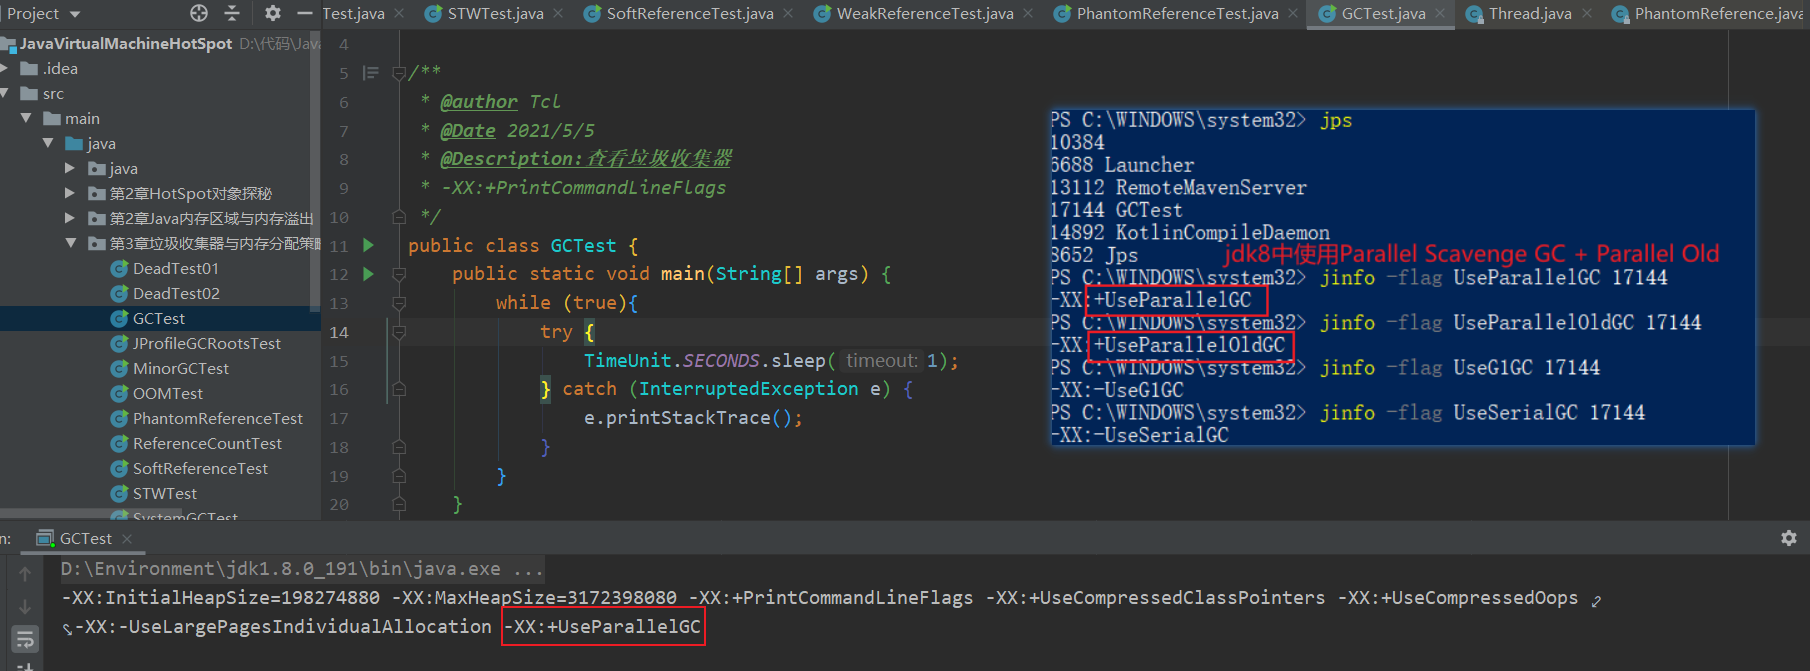 Project
Test.java
STWTest.java
SoftReferenceTest.java
WeakReferenceTest.java
PhantomReferenceTest.java
GCTest.java
Thread.java
PhantomReference.java
JavaVirtualMachineHotSpot D:\代码\Java
.idea
src
main
java
java
第2章HotSpot对象探秘
第2章Java内存区域与内存溢出
第3章垃圾收集器与内存分配策略
DeadTest01
DeadTest02
GCTest
JProfileGCRootsTest
MinorGCTest
OOMTest
PhantomReferenceTest
ReferenceCountTest
SoftReferenceTest
STWTest
SystemGCTest
4
5 /**
6 * @author Tcl
7 * @Date 2021/5/5
8 * @Description:查看垃圾收集器
9 * -XX:+PrintCommandLineFlags
10 */
11 public class GCTest {
12 public static void main(String[] args) {
13 while (true){
14 try {
15 TimeUnit.SECONDS.sleep( timeout: 1);
16 } catch (InterruptedException e) {
17 e.printStackTrace();
18 }
19 }
20 }
PS C:\WINDOWS\system32> jps
10384
6688 Launcher
13112 RemoteMavenServer
17144 GCTest
14892 KotlinCompileDaemon
8652 Jps
jdk8中使用Parallel Scavenge GC + Parallel Old
PS C:\WINDOWS\system32> jinfo -flag UseParallelGC 17144
-XX:+UseParallelGC
PS C:\WINDOWS\system32> jinfo -flag UseParallelOldGC 17144
-XX:+UseParallelOldGC
PS C:\WINDOWS\system32> jinfo -flag UseG1GC 17144
-XX:-UseG1GC
PS C:\WINDOWS\system32> jinfo -flag UseSerialGC 17144
-XX:-UseSerialGC
n: GCTest
D:\Environment\jdk1.8.0_191\bin\java.exe ...
-XX:InitialHeapSize=198274880 -XX:MaxHeapSize=3172398080 -XX:+PrintCommandLineFlags -XX:+UseCompressedClassPointers -XX:+UseCompressedOops
-XX:-UseLargePagesIndividualAllocation -XX:+UseParallelGC